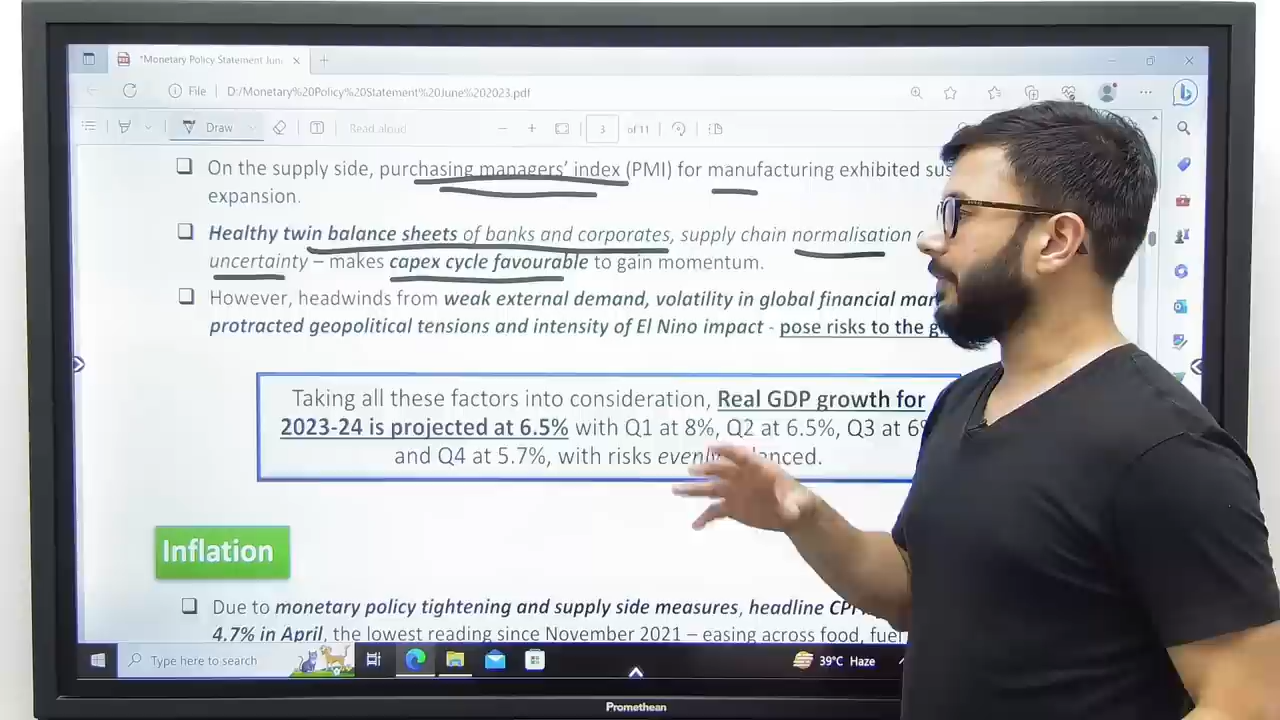 *Monetary Policy Statement Jun
File
D:/Monetary%20Policy%20Statement%20June%202023.pdf
Draw
Read aloud
3 of 11
On the supply side, purchasing managers' index (PMI) for manufacturing exhibited
expansion.
Healthy twin balance sheets of banks and corporates, supply chain normalisation
uncertainty – makes capex cycle favourable to gain momentum.
However, headwinds from weak external demand, volatility in global financial
protracted geopolitical tensions and intensity of El Nino impact - pose risks to the
Taking all these factors into consideration, Real GDP growth for
2023-24 is projected at 6.5% with Q1 at 8%, Q2 at 6.5%, Q3 at
and Q4 at 5.7%, with risks evenly
Inflation
Due to monetary policy tightening and supply side measures, headline
4.7% in April, the lowest reading since November 2021 – easing across food, fuel
Type here to search
39°C Haze
Promethean